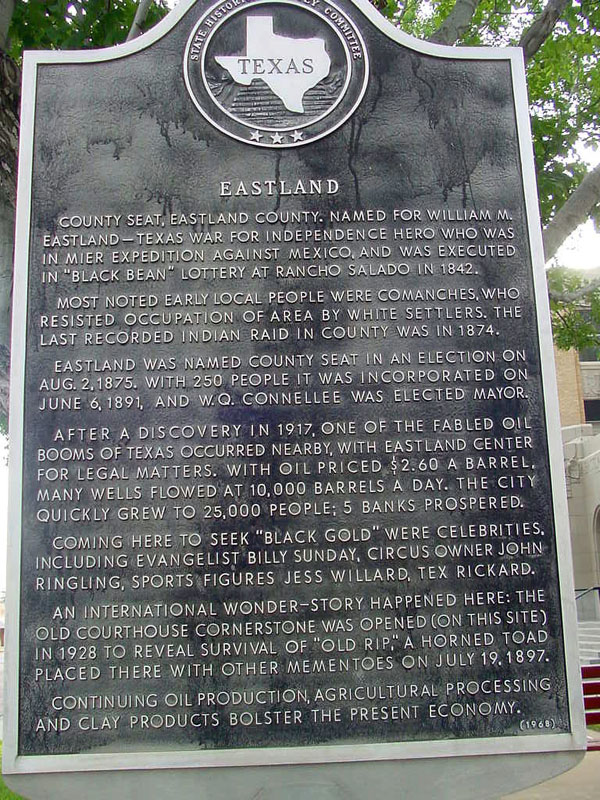 STATE HISTOR Y COMMITTEE
TEXAS
EASTLAND
COUNTY SEAT, EASTLAND COUNTY. NAMED FOR WILLIAM M.
EASTLAND—TEXAS WAR FOR INDEPENDENCE HERO WHO WAS
IN MIER EXPEDITION AGAINST MEXICO, AND WAS EXECUTED
IN "BLACK BEAN" LOTTERY AT RANCHO SALADO IN 1842.
MOST NOTED EARLY LOCAL PEOPLE WERE COMANCHES, WHO
RESISTED OCCUPATION OF AREA BY WHITE SETTLERS. THE
LAST RECORDED INDIAN RAID IN COUNTY WAS IN 1874.
EASTLAND WAS NAMED COUNTY SEAT IN AN ELECTION ON
AUG. 2, 1875. WITH 250 PEOPLE IT WAS INCORPORATED ON
JUNE 6, 1891, AND W.Q. CONNELLEE WAS ELECTED MAYOR.
AFTER A DISCOVERY IN 1917, ONE OF THE FABLED OIL
BOOMS OF TEXAS OCCURRED NEARBY, WITH EASTLAND CENTER
FOR LEGAL MATTERS. WITH OIL PRICED $2.60 A BARREL,
MANY WELLS FLOWED AT 10,000 BARRELS A DAY. THE CITY
QUICKLY GREW TO 25,000 PEOPLE; 5 BANKS PROSPERED.
COMING HERE TO SEEK "BLACK GOLD" WERE CELEBRITIES,
INCLUDING EVANGELIST BILLY SUNDAY, CIRCUS OWNER JOHN
RINGLING, SPORTS FIGURES JESS WILLARD, TEX RICKARD.
AN INTERNATIONAL WONDER-STORY HAPPENED HERE: THE
OLD COURTHOUSE CORNERSTONE WAS OPENED (ON THIS SITE)
IN 1928 TO REVEAL SURVIVAL OF "OLD RIP," A HORNED TOAD
PLACED THERE WITH OTHER MEMENTOES ON JULY 19, 1897.
CONTINUING OIL PRODUCTION, AGRICULTURAL PROCESSING
AND CLAY PRODUCTS BOLSTER THE PRESENT ECONOMY.
(1968)